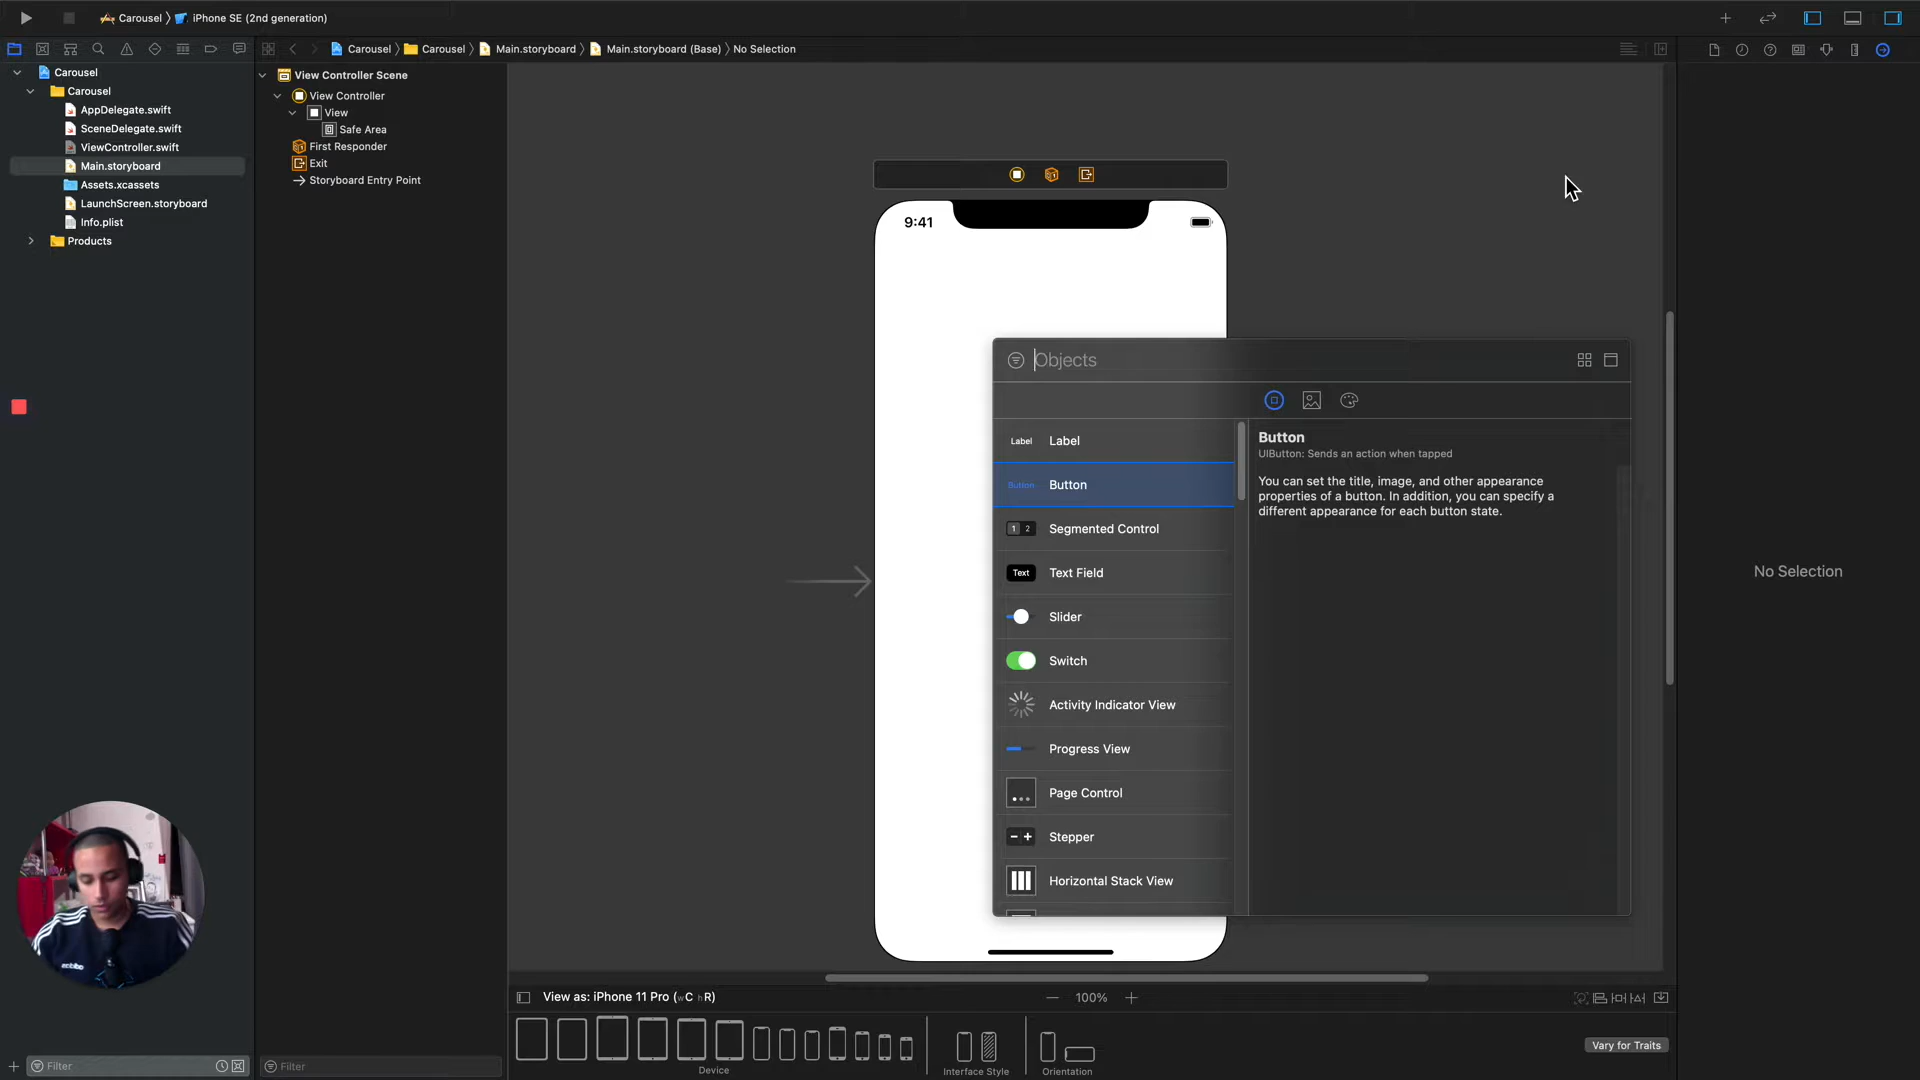 Carousel
iPhone SE (2nd generation)
Carousel
Carousel
Main.storyboard
Main.storyboard (Base)
No Selection
Carousel
Carousel
AppDelegate.swift
SceneDelegate.swift
ViewController.swift
Main.storyboard
Assets.xcassets
LaunchScreen.storyboard
Info.plist
Products
View Controller Scene
View Controller
View
Safe Area
First Responder
Exit
Storyboard Entry Point
9:41
Objects
Label Label
Button Button
1 2 Segmented Control
Text Text Field
Slider
Switch
Activity Indicator View
Progress View
Page Control
Stepper
Horizontal Stack View
Button
UIButton: Sends an action when tapped
You can set the title, image, and other appearance
properties of a button. In addition, you can specify a
different appearance for each button state.
No Selection
View as: iPhone 11 Pro (wC hR)
100%
Device
Interface Style
Orientation
Vary for Traits
Filter
Filter